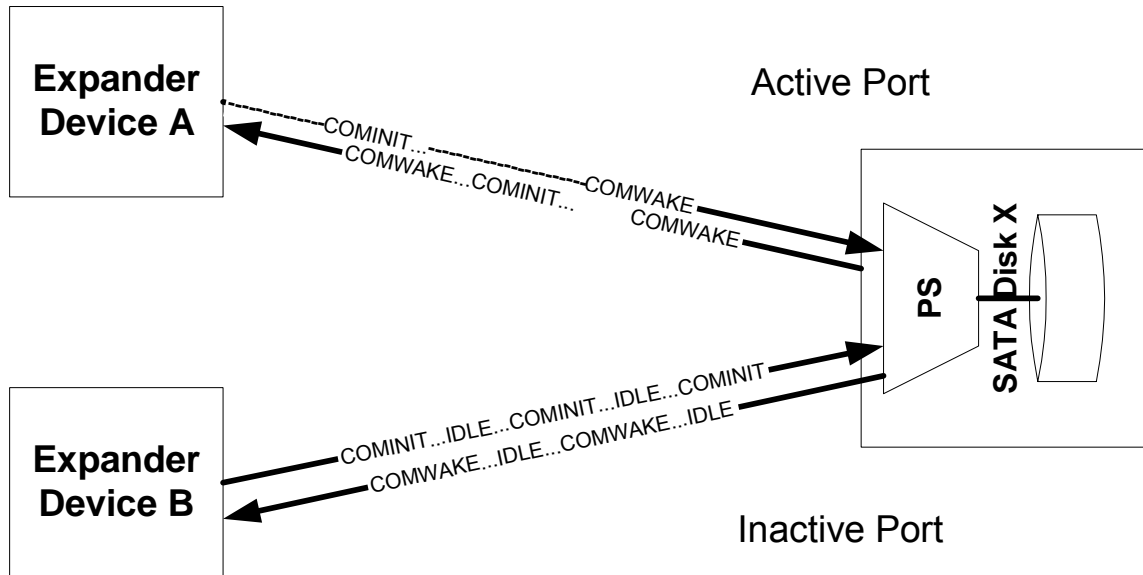 Expander
Device A
Active Port
COMINIT...
COMWAKE
COMWAKE...COMINIT...
COMWAKE
PS
SATA Disk X
COMINIT...IDLE...COMINIT...IDLE...COMINIT
COMWAKE...IDLE...COMWAKE...IDLE
Expander
Device B
Inactive Port